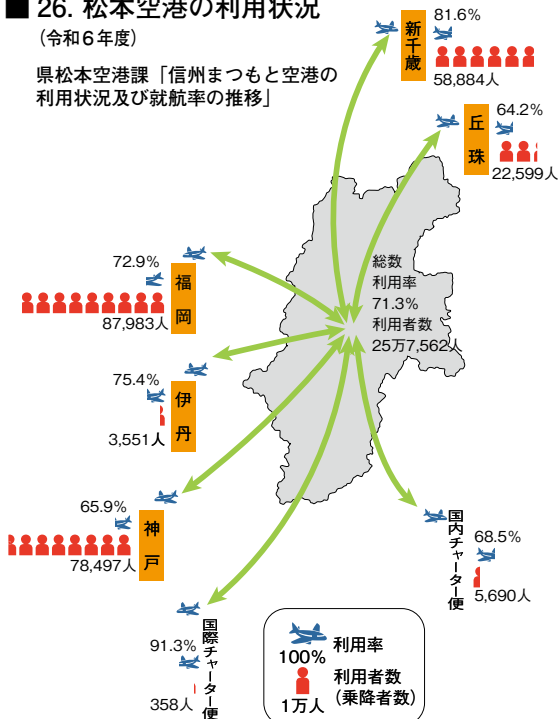 ■ 26. 松本空港の利用状況
(令和6年度)
県松本空港課「信州まつもと空港の
利用状況及び就航率の推移」
新千歳
81.6%
58,884人
丘珠
64.2%
22,599人
総数
利用率
71.3%
利用者数
25万7,562人
72.9%
福岡
87,983人
75.4%
伊丹
3,551人
65.9%
神戸
78,497人
国内チャーター便
68.5%
5,690人
国際チャーター便
91.3%
358人
利用率
100%
利用者数
(乗降者数)
1万人